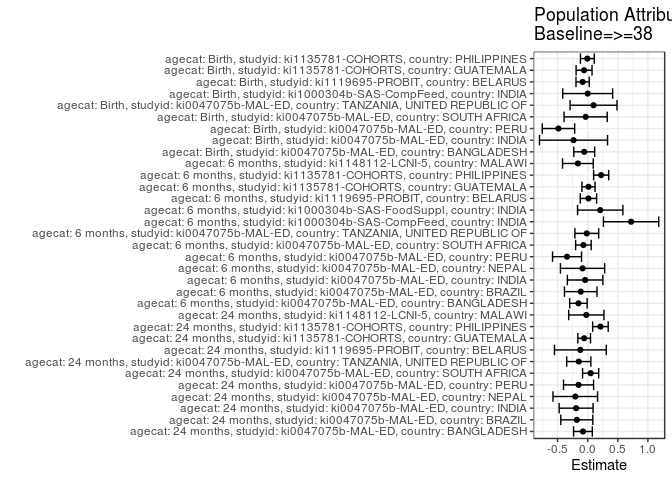 Population Attribu
Baseline=>=38
agecat: Birth, studyid: ki1135781-COHORTS, country: PHILIPPINES
agecat: Birth, studyid: ki1135781-COHORTS, country: GUATEMALA
agecat: Birth, studyid: ki1119695-PROBIT, country: BELARUS
agecat: Birth, studyid: ki1000304b-SAS-CompFeed, country: INDIA
agecat: Birth, studyid: ki0047075b-MAL-ED, country: TANZANIA, UNITED REPUBLIC OF
agecat: Birth, studyid: ki0047075b-MAL-ED, country: SOUTH AFRICA
agecat: Birth, studyid: ki0047075b-MAL-ED, country: PERU
agecat: Birth, studyid: ki0047075b-MAL-ED, country: INDIA
agecat: Birth, studyid: ki0047075b-MAL-ED, country: BANGLADESH
agecat: 6 months, studyid: ki1148112-LCNI-5, country: MALAWI
agecat: 6 months, studyid: ki1135781-COHORTS, country: PHILIPPINES
agecat: 6 months, studyid: ki1135781-COHORTS, country: GUATEMALA
agecat: 6 months, studyid: ki1119695-PROBIT, country: BELARUS
agecat: 6 months, studyid: ki1000304b-SAS-FoodSuppl, country: INDIA
agecat: 6 months, studyid: ki1000304b-SAS-CompFeed, country: INDIA
agecat: 6 months, studyid: ki0047075b-MAL-ED, country: TANZANIA, UNITED REPUBLIC OF
agecat: 6 months, studyid: ki0047075b-MAL-ED, country: SOUTH AFRICA
agecat: 6 months, studyid: ki0047075b-MAL-ED, country: PERU
agecat: 6 months, studyid: ki0047075b-MAL-ED, country: NEPAL
agecat: 6 months, studyid: ki0047075b-MAL-ED, country: INDIA
agecat: 6 months, studyid: ki0047075b-MAL-ED, country: BRAZIL
agecat: 6 months, studyid: ki0047075b-MAL-ED, country: BANGLADESH
agecat: 24 months, studyid: ki1148112-LCNI-5, country: MALAWI
agecat: 24 months, studyid: ki1135781-COHORTS, country: PHILIPPINES
agecat: 24 months, studyid: ki1135781-COHORTS, country: GUATEMALA
agecat: 24 months, studyid: ki1119695-PROBIT, country: BELARUS
agecat: 24 months, studyid: ki0047075b-MAL-ED, country: TANZANIA, UNITED REPUBLIC OF
agecat: 24 months, studyid: ki0047075b-MAL-ED, country: SOUTH AFRICA
agecat: 24 months, studyid: ki0047075b-MAL-ED, country: PERU
agecat: 24 months, studyid: ki0047075b-MAL-ED, country: NEPAL
agecat: 24 months, studyid: ki0047075b-MAL-ED, country: INDIA
agecat: 24 months, studyid: ki0047075b-MAL-ED, country: BRAZIL
agecat: 24 months, studyid: ki0047075b-MAL-ED, country: BANGLADESH
-0.5 0.0 0.5 1.0
Estimate